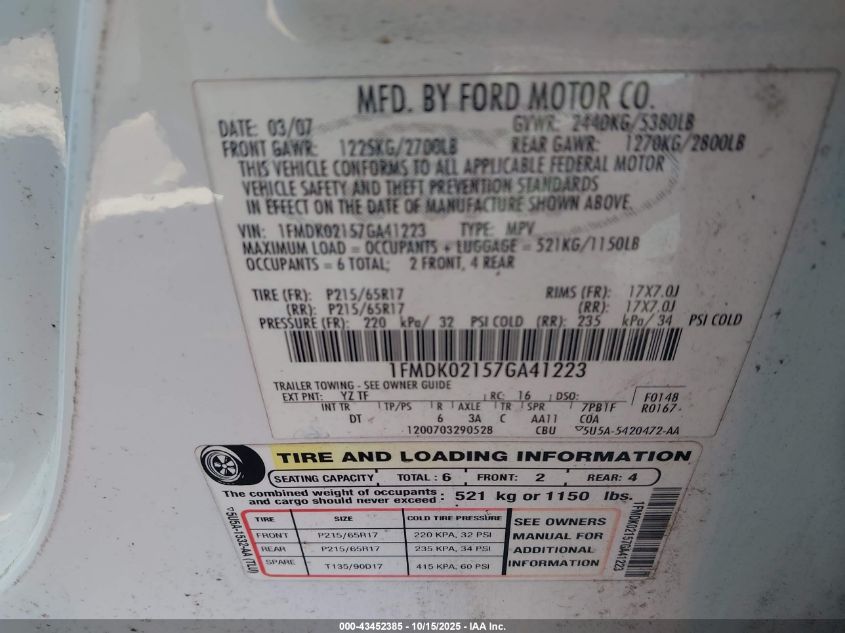 MFD. BY FORD MOTOR CO.
DATE: 03/07 GVWR: 2440KG/5380LB
FRONT GAWR: 1225KG/2700LB REAR GAWR: 1270KG/2800LB
THIS VEHICLE CONFORMS TO ALL APPLICABLE FEDERAL MOTOR
VEHICLE SAFETY AND THEFT PREVENTION STANDARDS
IN EFFECT ON THE DATE OF MANUFACTURE SHOWN ABOVE.
VIN: 1FMDK02157GA41223 TYPE: MPV
MAXIMUM LOAD = OCCUPANTS + LUGGAGE = 521KG/1150LB
OCCUPANTS = 6 TOTAL; 2 FRONT, 4 REAR
TIRE (FR): P215/65R17 RIMS (FR): 17X7.0J
(RR): P215/65R17 (RR): 17X7.0J
PRESSURE (FR): 220 kPa/ 32 PSI COLD (RR): 235 kPa/ 34 PSI COLD
1FMDK02157GA41223
TRAILER TOWING - SEE OWNER GUIDE
EXT PNT: YZ TF RC: 16 DSO: F0148
INT TR TP/PS R AXLE TR SPR 7PB1F R0167
DT 6 3A C AA11 COA
1200703290528 CBU ▽5U5A-5420472-AA
TIRE AND LOADING INFORMATION
SEATING CAPACITY TOTAL : 6 FRONT: 2 REAR: 4
The combined weight of occupants
and cargo should never exceed : 521 kg or 1150 lbs.
TIRE SIZE COLD TIRE PRESSURE
FRONT P215/65R17 220 KPA, 32 PSI
REAR P215/65R17 235 KPA, 34 PSI
SPARE T135/90D17 415 KPA, 60 PSI
SEE OWNERS
MANUAL FOR
ADDITIONAL
INFORMATION
▽5U5A-1532-AA (TLU)
1FMDK02157GA41223
000-43452385 - 10/15/2025 - IAA Inc.